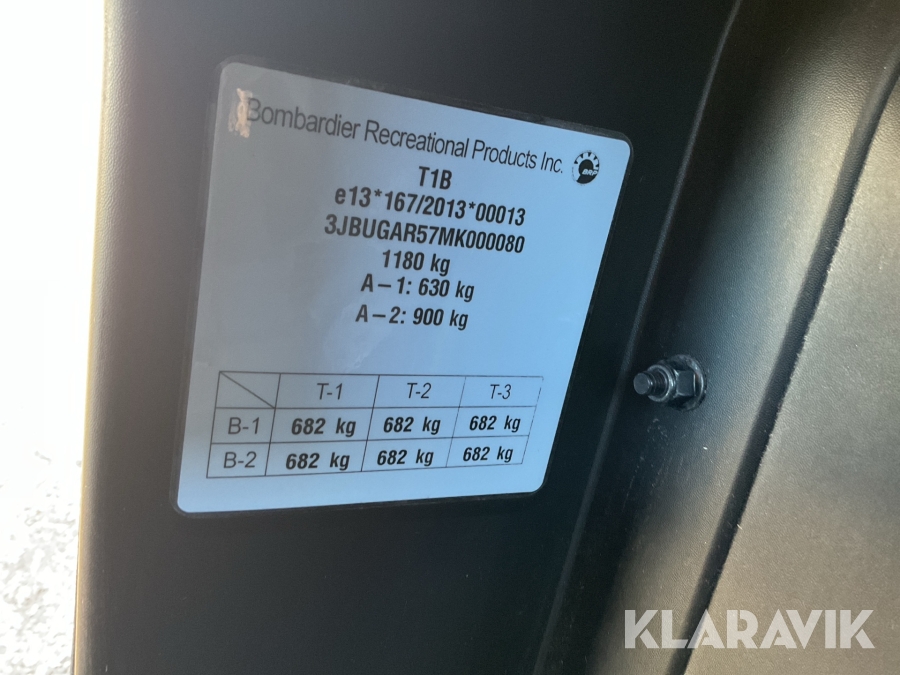 Bombardier Recreational Products Inc.
BRP
T1B
e13*167/2013*00013
3JBUGAR57MK000080
1180 kg
A–1: 630 kg
A–2: 900 kg
T-1 T-2 T-3
B-1 682 kg 682 kg 682 kg
B-2 682 kg 682 kg 682 kg
KLARAVIK